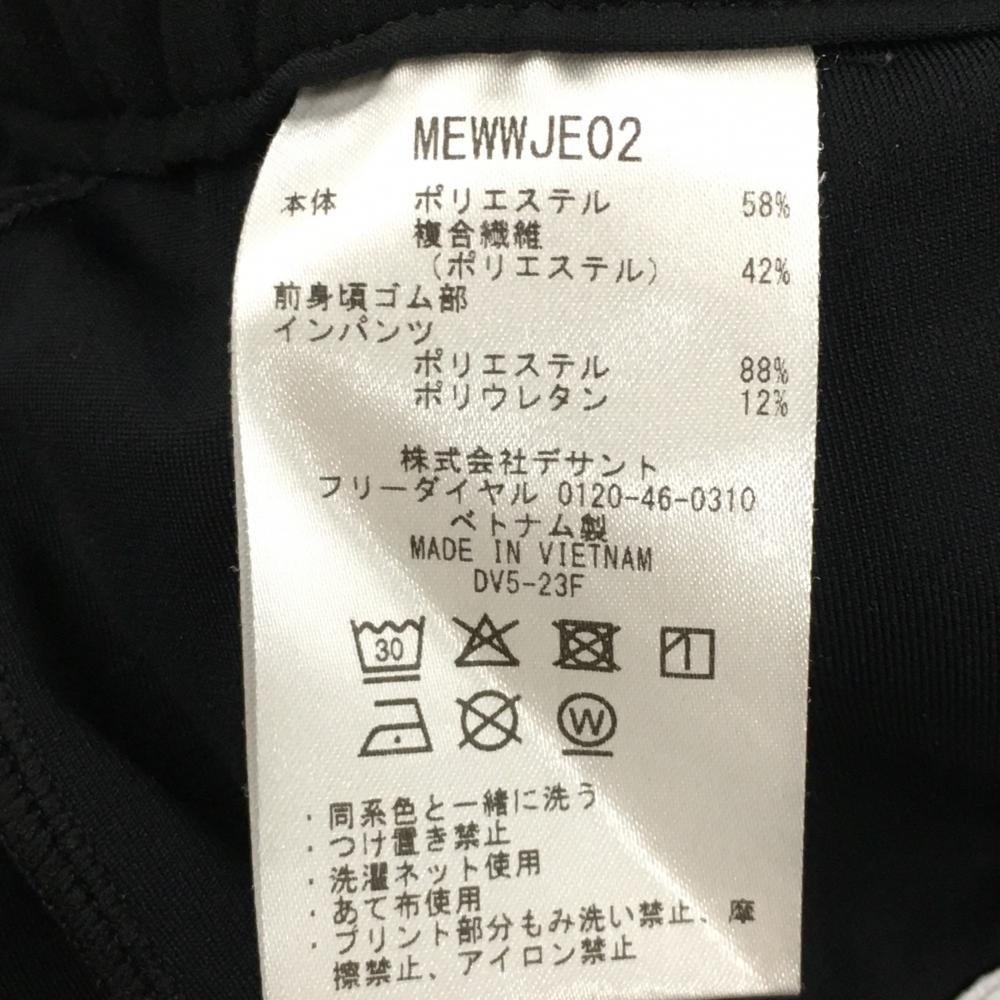 MEWWJE02
本体 ポリエステル 58%
複合繊維
(ポリエステル) 42%
前身頃ゴム部
インパンツ
ポリエステル 88%
ポリウレタン 12%
株式会社デサント
フリーダイヤル 0120-46-0310
ベトナム製
MADE IN VIETNAM
DV5-23F
30
W
・同系色と一緒に洗う
・つけ置き禁止
・洗濯ネット使用
・あて布使用
・プリント部分もみ洗い禁止、摩
擦禁止、アイロン禁止